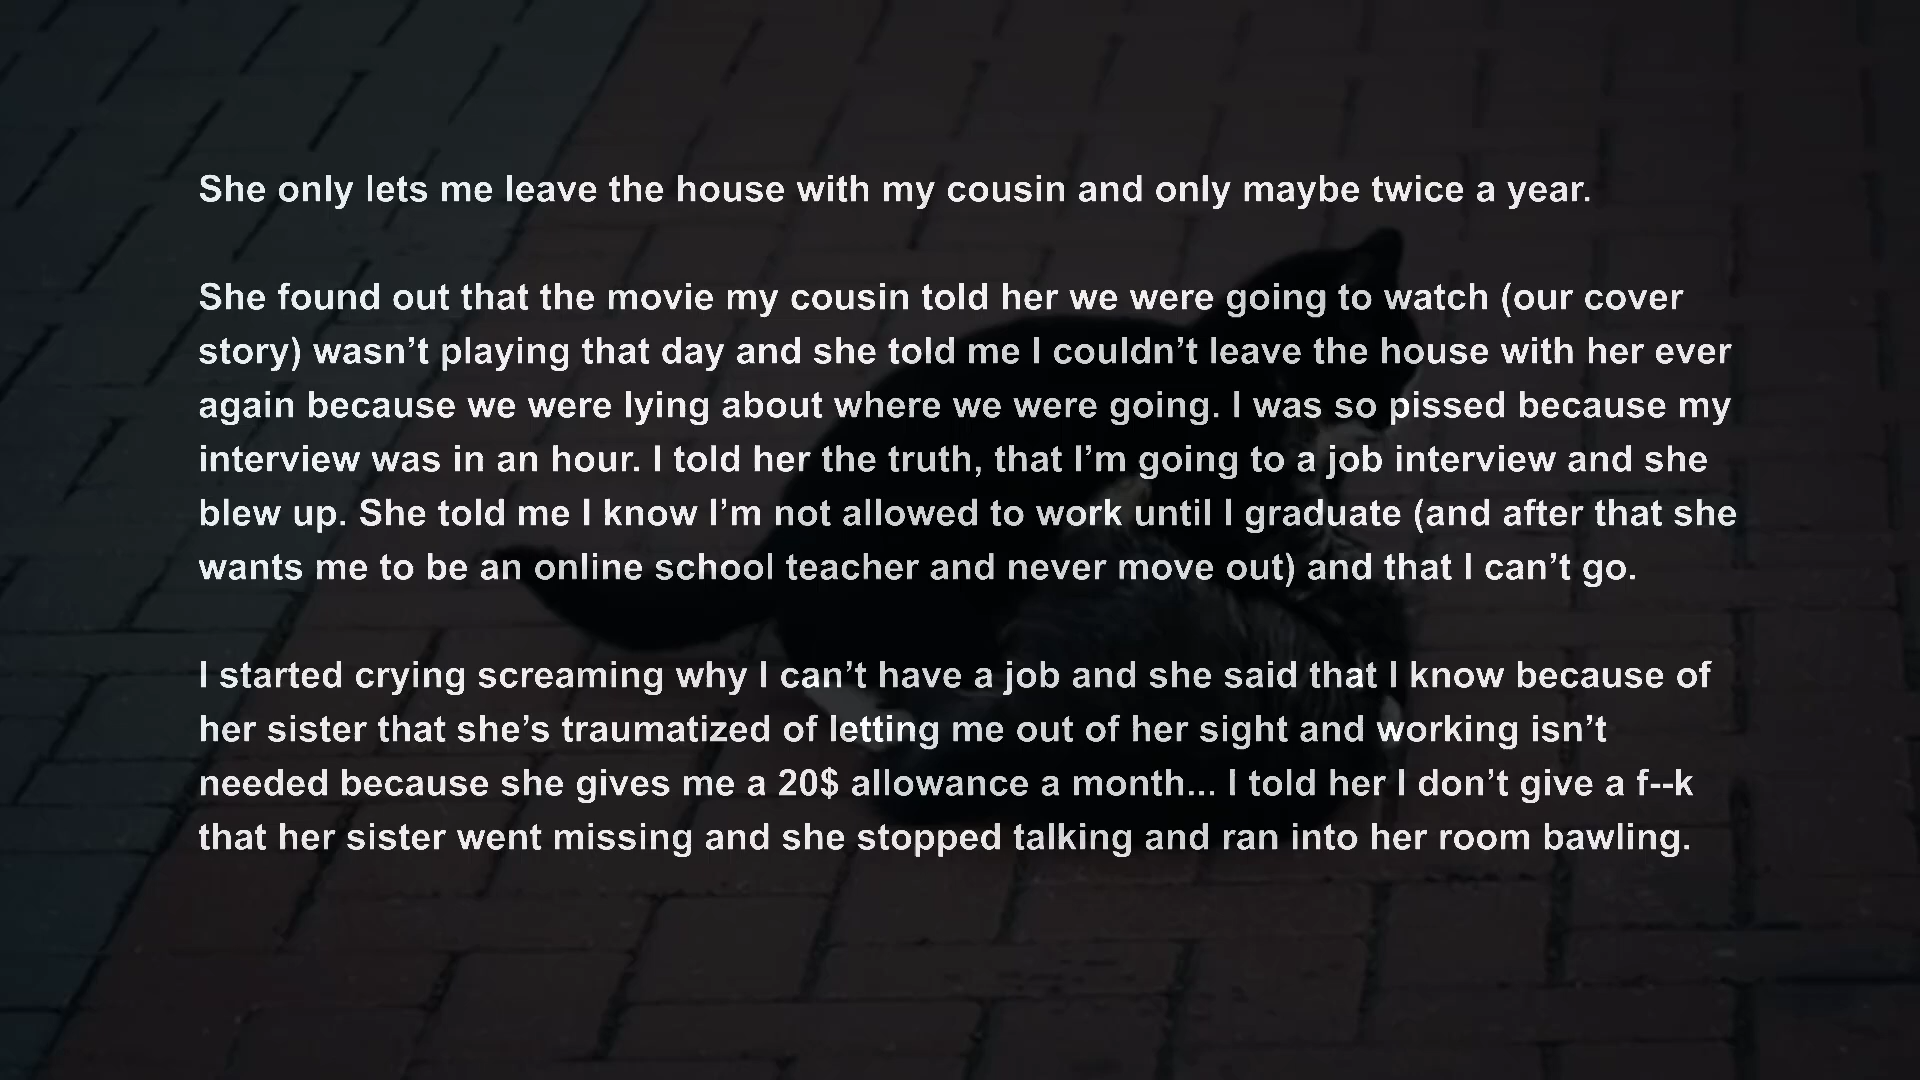 She only lets me leave the house with my cousin and only maybe twice a year.
She found out that the movie my cousin told her we were going to watch (our cover
story) wasn’t playing that day and she told me I couldn’t leave the house with her ever
again because we were lying about where we were going. I was so pissed because my
interview was in an hour. I told her the truth, that I’m going to a job interview and she
blew up. She told me I know I’m not allowed to work until I graduate (and after that she
wants me to be an online school teacher and never move out) and that I can’t go.
I started crying screaming why I can’t have a job and she said that I know because of
her sister that she’s traumatized of letting me out of her sight and working isn’t
needed because she gives me a 20$ allowance a month... I told her I don’t give a f--k
that her sister went missing and she stopped talking and ran into her room bawling.